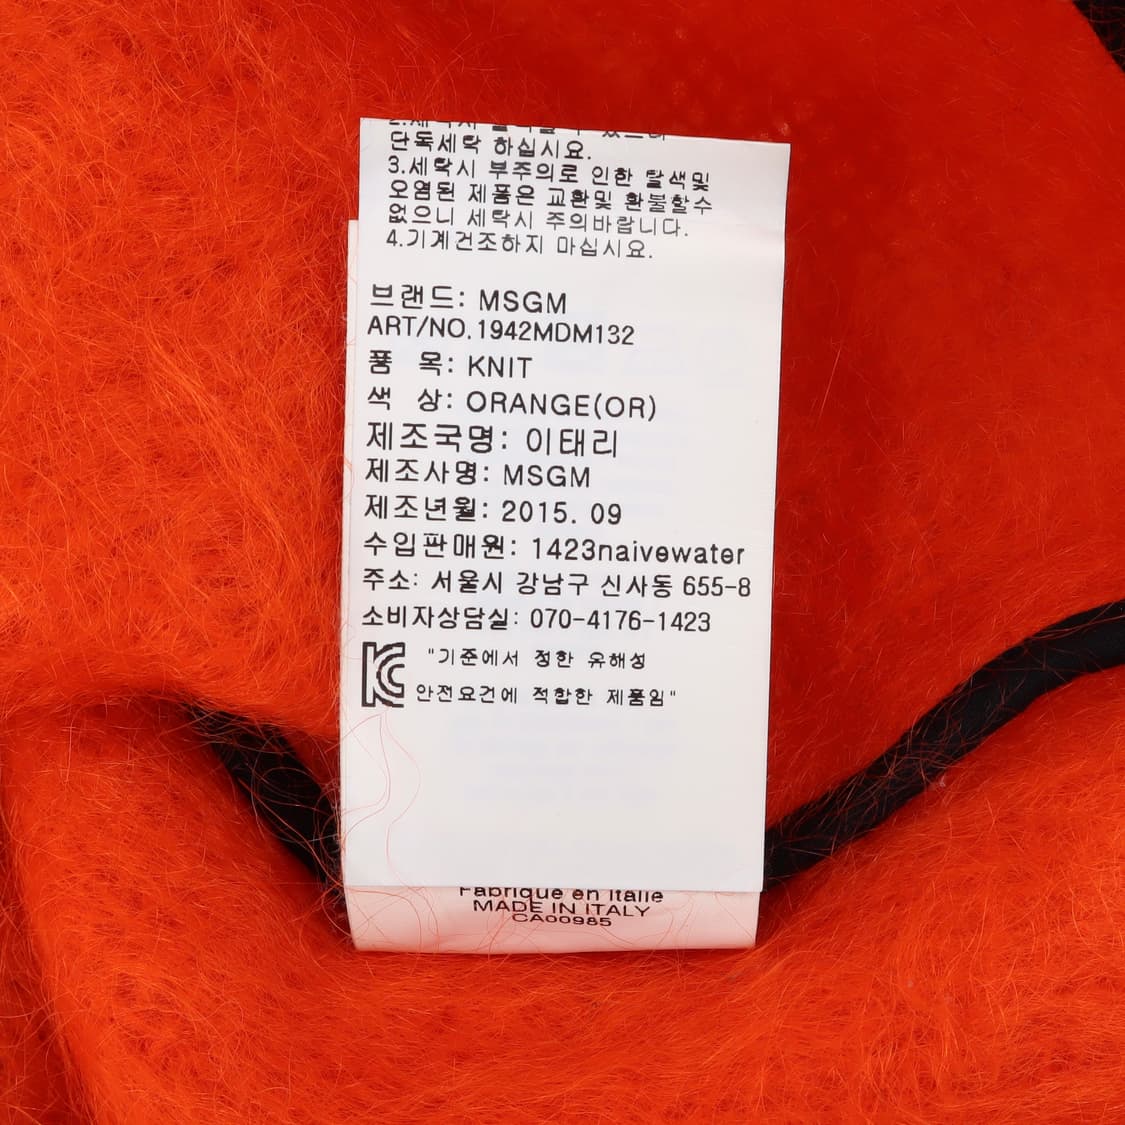 단독세탁 하십시요.
3.세탁시 부주의로 인한 탈색및
오염된 제품은 교환및 환불할수
없으니 세탁시 주의바랍니다.
4.기계건조하지 마십시요.
브랜드: MSGM
ART/NO.1942MDM132
품 목: KNIT
색 상: ORANGE(OR)
제조국명: 이태리
제조사명: MSGM
제조년월: 2015. 09
수입판매원: 1423naivewater
주소: 서울시 강남구 신사동 655-8
소비자상담실: 070-4176-1423
"기준에서 정한 유해성
안전요건에 적합한 제품임"
Fabriqué en Italie
MADE IN ITALY
CA00985